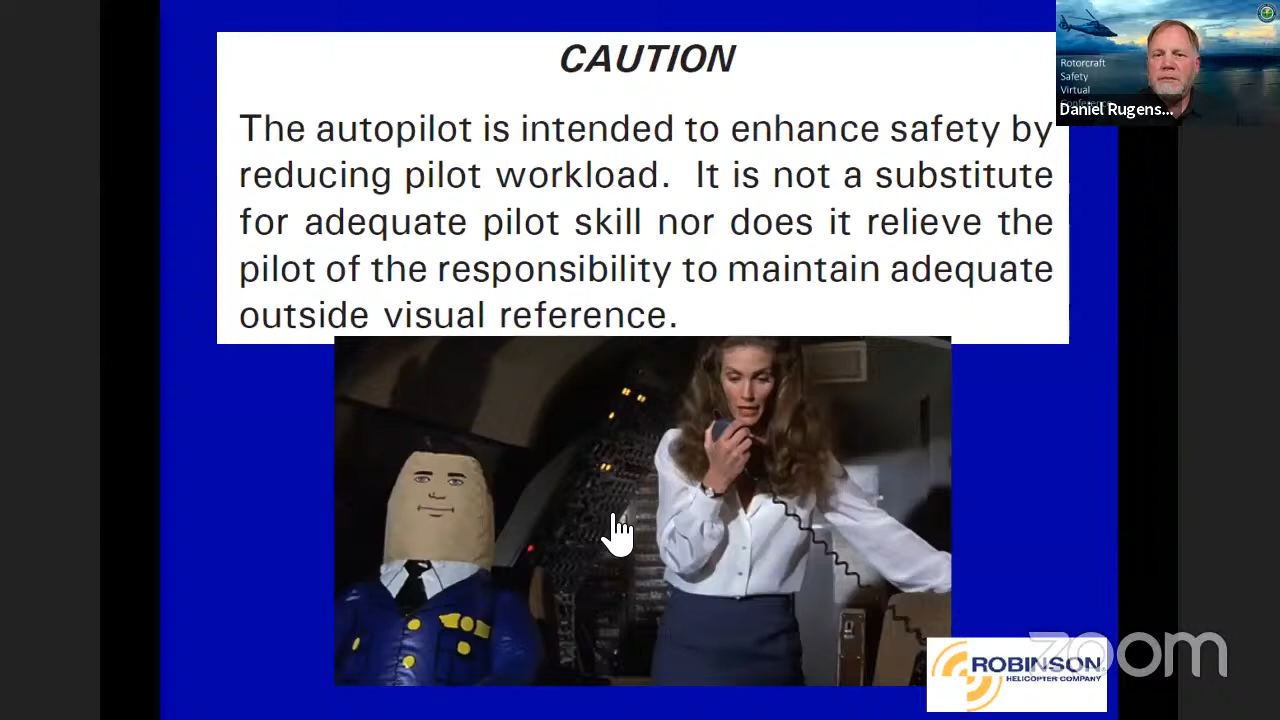 CAUTION
The autopilot is intended to enhance safety by
reducing pilot workload. It is not a substitute
for adequate pilot skill nor does it relieve the
pilot of the responsibility to maintain adequate
outside visual reference.
Rotorcraft
Safety
Virtual
Daniel Rugens...
ROBINSON
HELICOPTER COMPANY
zoom